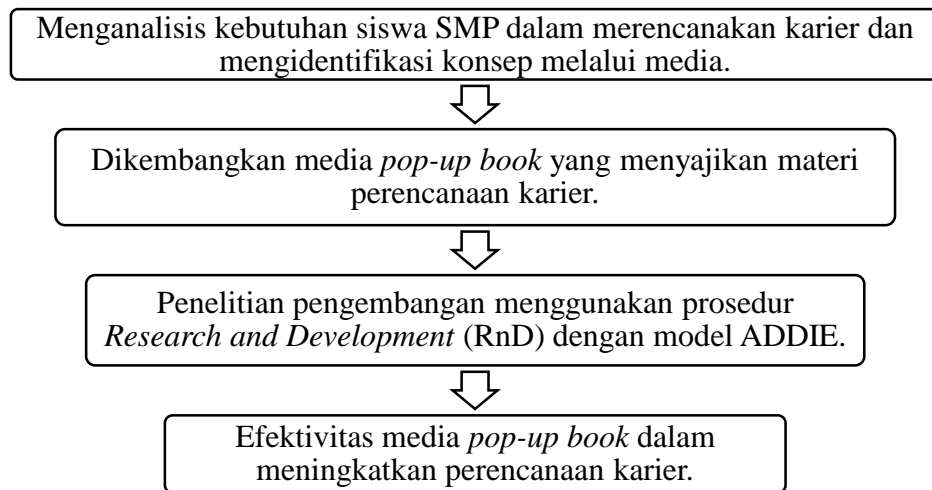 Menganalisis kebutuhan siswa SMP dalam merencanakan karier dan
mengidentifikasi konsep melalui media.
Dikembangkan media pop-up book yang menyajikan materi
perencanaan karier.
Penelitian pengembangan menggunakan prosedur
Research and Development (RnD) dengan model ADDIE.
Efektivitas media pop-up book dalam
meningkatkan perencanaan karier.